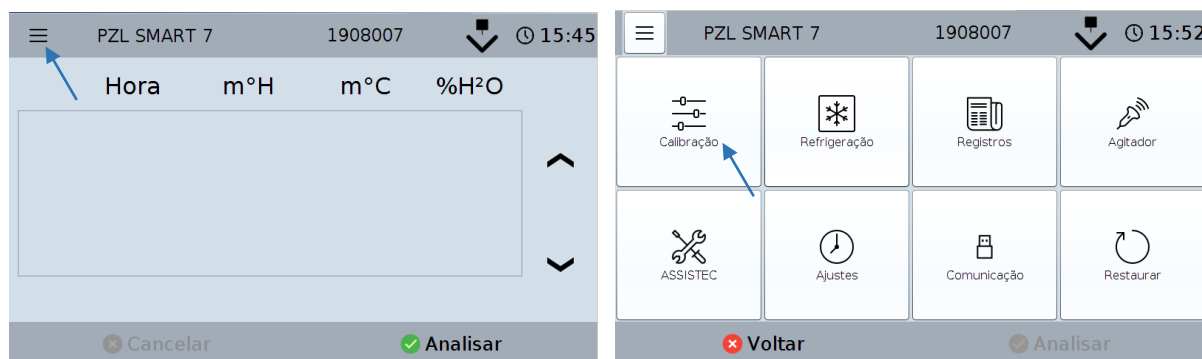 PZL SMART 7 1908007 15:45
Hora m°H m°C %H²O
Cancelar Analisar
PZL SMART 7 1908007 15:52
Calibração Refrigeração Registros Agitador
ASSISTEC Ajustes Comunicação Restaurar
Voltar Analisar